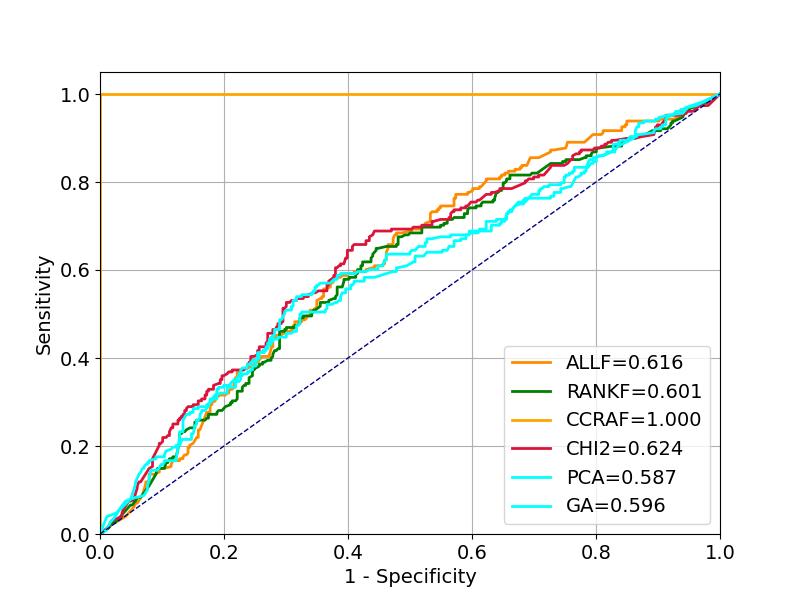 1.0
0.8
0.6
0.4
0.2
0.0
Sensitivity
ALLF=0.616
RANKF=0.601
CCRAF=1.000
CHI2=0.624
PCA=0.587
GA=0.596
0.0 0.2 0.4 0.6 0.8 1.0
1 - Specificity